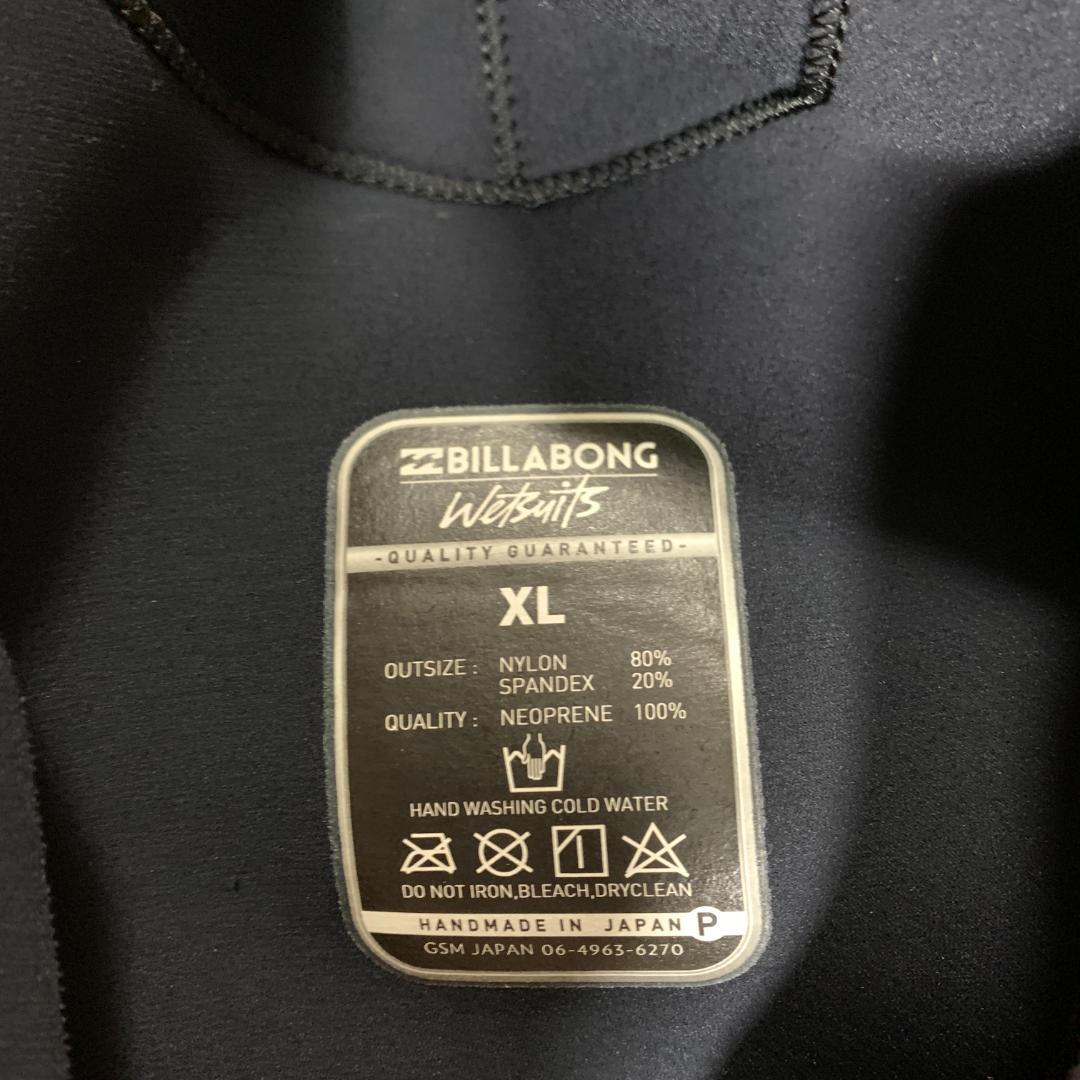 BILLABONG
Wetsuits
-QUALITY GUARANTEED-
XL
OUTSIZE : NYLON 80%
SPANDEX 20%
QUALITY : NEOPRENE 100%
HAND WASHING COLD WATER
DO NOT IRON,BLEACH,DRYCLEAN
HANDMADE IN JAPAN P
GSM JAPAN 06-4963-6270